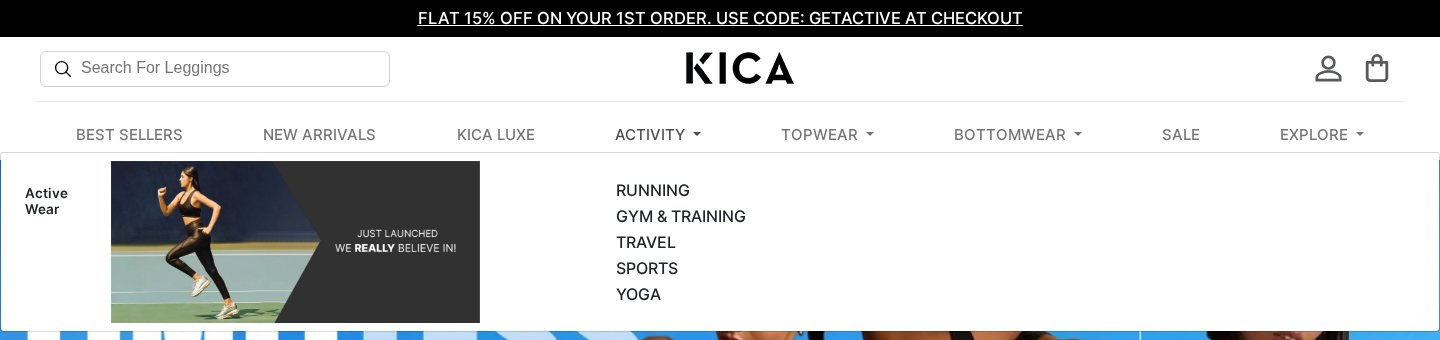 FLAT 15% OFF ON YOUR 1ST ORDER. USE CODE: GETACTIVE AT CHECKOUT
Search For Leggings
KICA
BEST SELLERS
NEW ARRIVALS
KICA LUXE
ACTIVITY
TOPWEAR
BOTTOMWEAR
SALE
EXPLORE
Active
Wear
JUST LAUNCHED
WE REALLY BELIEVE IN!
RUNNING
GYM & TRAINING
TRAVEL
SPORTS
YOGA